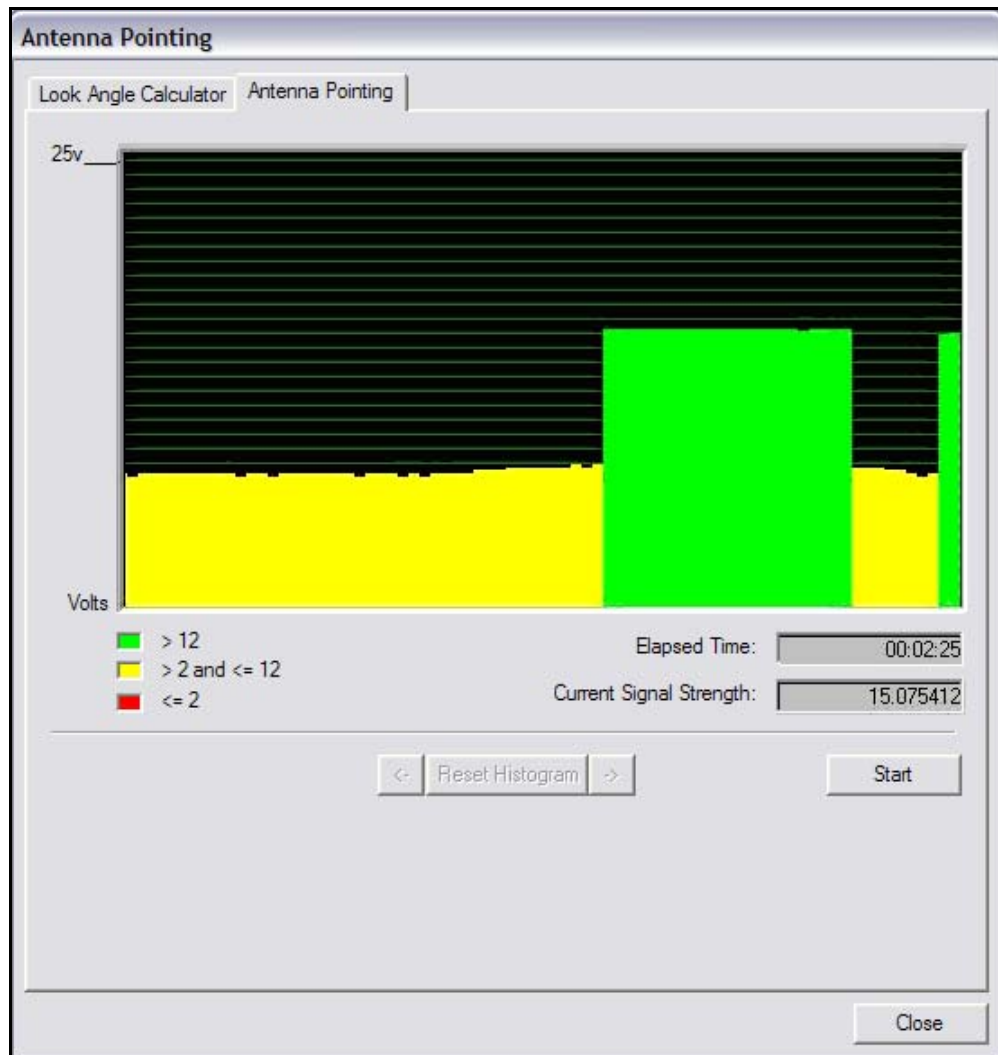 Antenna Pointing
Look Angle Calculator
Antenna Pointing
25v
Volts
> 12
> 2 and <= 12
<= 2
Elapsed Time:
00:02:25
Current Signal Strength:
15.075412
<-
Reset Histogram
->
Start
Close